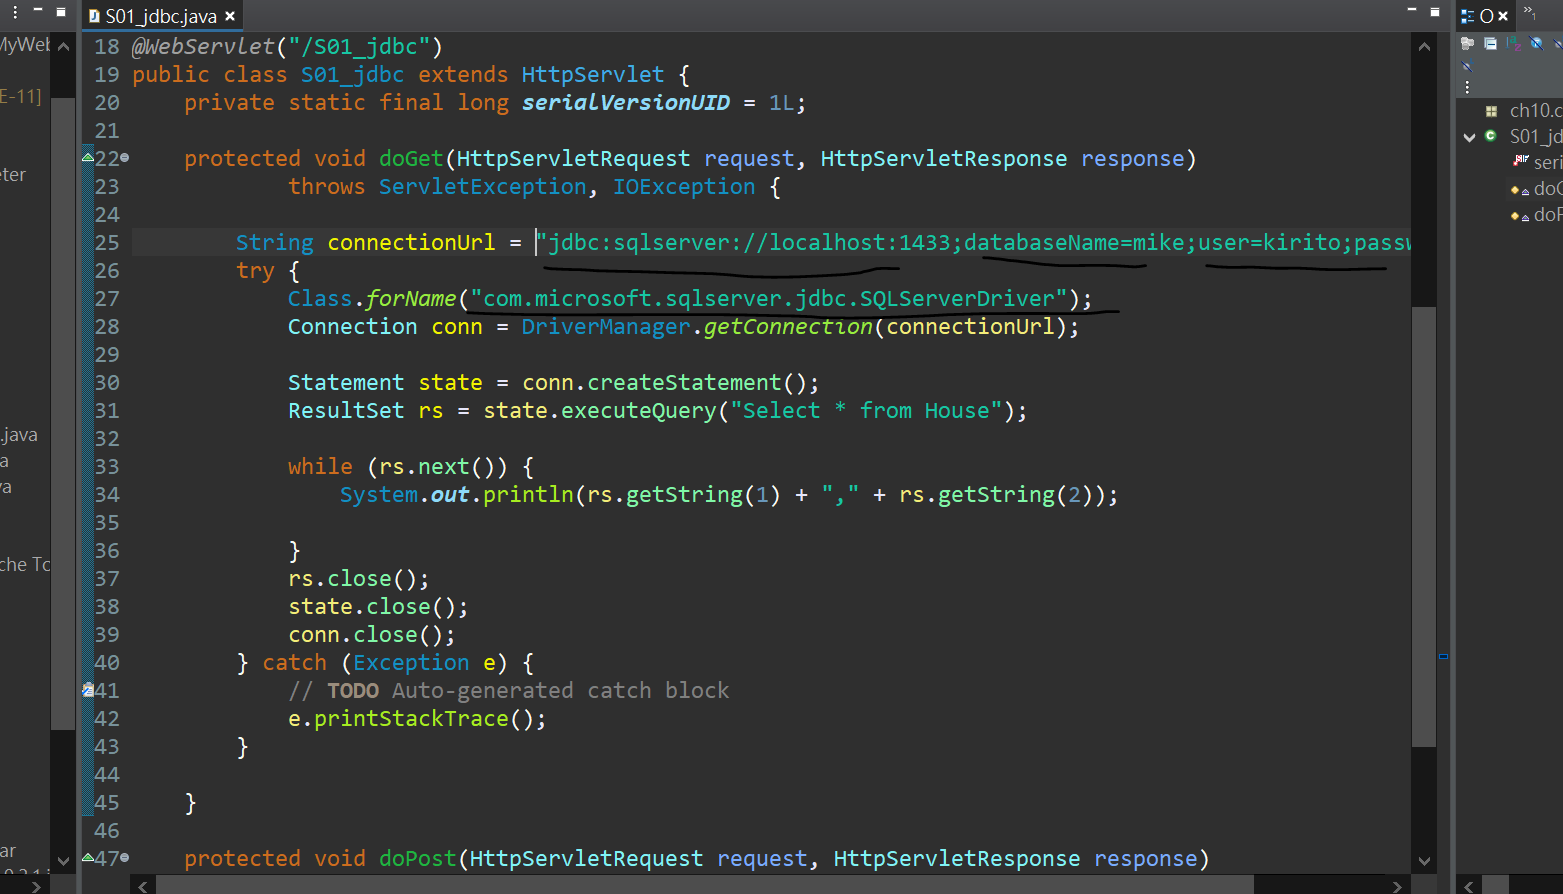 S01_jdbc.java
18 @WebServlet("/S01_jdbc")
19 public class S01_jdbc extends HttpServlet {
20 private static final long serialVersionUID = 1L;
21
22 protected void doGet(HttpServletRequest request, HttpServletResponse response)
23 throws ServletException, IOException {
24
25 String connectionUrl = "jdbc:sqlserver://localhost:1433;databaseName=mike;user=kirito;passw
26 try {
27 Class.forName("com.microsoft.sqlserver.jdbc.SQLServerDriver");
28 Connection conn = DriverManager.getConnection(connectionUrl);
29
30 Statement state = conn.createStatement();
31 ResultSet rs = state.executeQuery("Select * from House");
32
33 while (rs.next()) {
34 System.out.println(rs.getString(1) + "," + rs.getString(2));
35
36 }
37 rs.close();
38 state.close();
39 conn.close();
40 } catch (Exception e) {
41 // TODO Auto-generated catch block
42 e.printStackTrace();
43 }
44
45 }
46
47 protected void doPost(HttpServletRequest request, HttpServletResponse response)
MyWeb
E-11]
eter
.java
a
va
che To
ar
O
ch10.c
S01_jd
seri
doG
doP